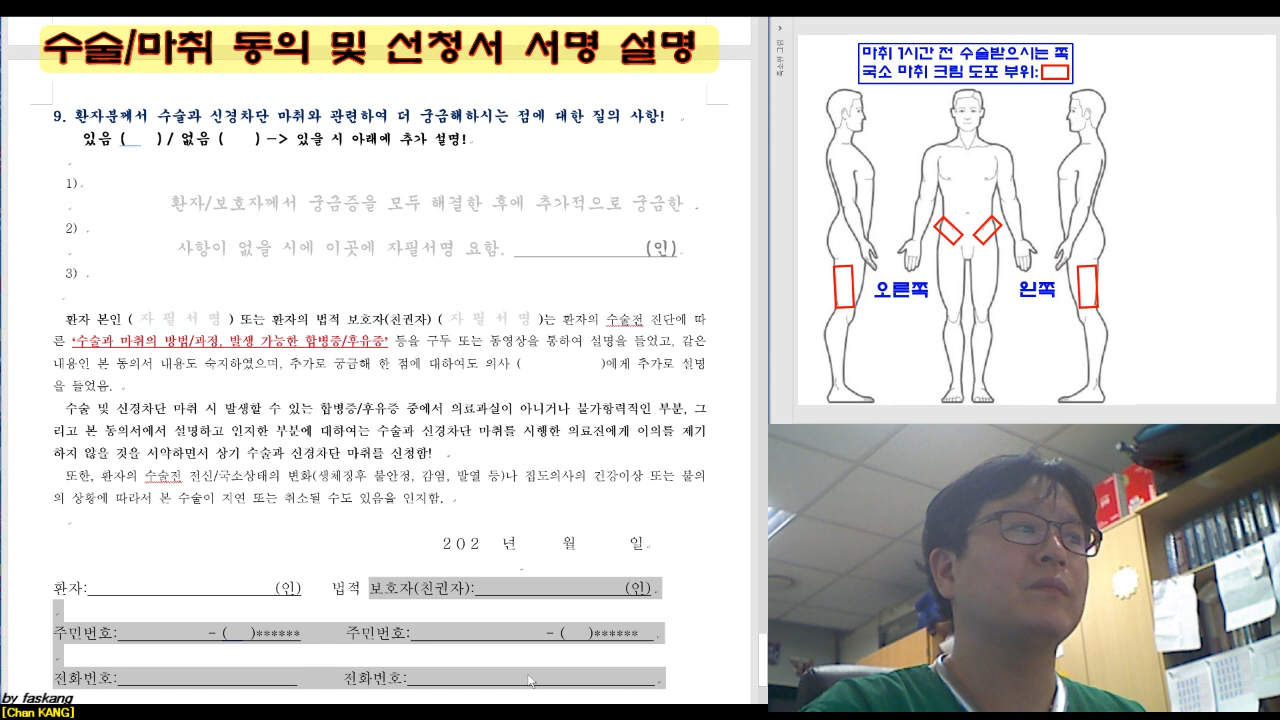 수술/마취 동의 및 신청서 서명 설명
9. 환자분께서 수술과 신경차단 마취와 관련하여 더 궁금해하시는 점에 대한 질의 사항!
있음 (    ) / 없음 (    ) -> 있을 시 아래에 추가 설명!
1)
환자/보호자께서 궁금증을 모두 해결한 후에 추가적으로 궁금한
2)
사항이 없을 시에 이곳에 자필서명 요함. ______________(인)
3)
환자 본인 ( 자 필 서 명 ) 또는 환자의 법적 보호자(친권자) ( 자 필 서 명 )는 환자의 수술전 진단에 따
른 '수술과 마취의 방법/과정, 발생 가능한 합병증/후유증' 등을 구두 또는 동영상을 통하여 설명을 들었고, 같은
내용인 본 동의서 내용도 숙지하였으며, 추가로 궁금해 한 점에 대하여도 의사 (            )에게 추가로 설명
을 들었음.
수술 및 신경차단 마취 시 발생할 수 있는 합병증/후유증 중에서 의료과실이 아니거나 불가항력적인 부분, 그
리고 본 동의서에서 설명하고 인지한 부분에 대하여는 수술과 신경차단 마취를 시행한 의료진에게 이의를 제기
하지 않을 것을 서약하면서 상기 수술과 신경차단 마취를 신청함!
또한, 환자의 수술전 전신/국소상태의 변화(생체징후 불안정, 감염, 발열 등)나 집도의사의 건강이상 또는 불의
의 상황에 따라서 본 수술이 지연 또는 취소될 수도 있음을 인지함.
202   년      월      일
환자:______________________(인)   법적 보호자(친권자):__________________(인)
주민번호:____________ - (    )******   주민번호:__________________ - (    )******
전화번호:______________________   전화번호:______________________________
by faskang
[Chan KANG]
마취 1시간 전 수술받으시는 쪽
국소 마취 크림 도포 부위:
오른쪽
왼쪽